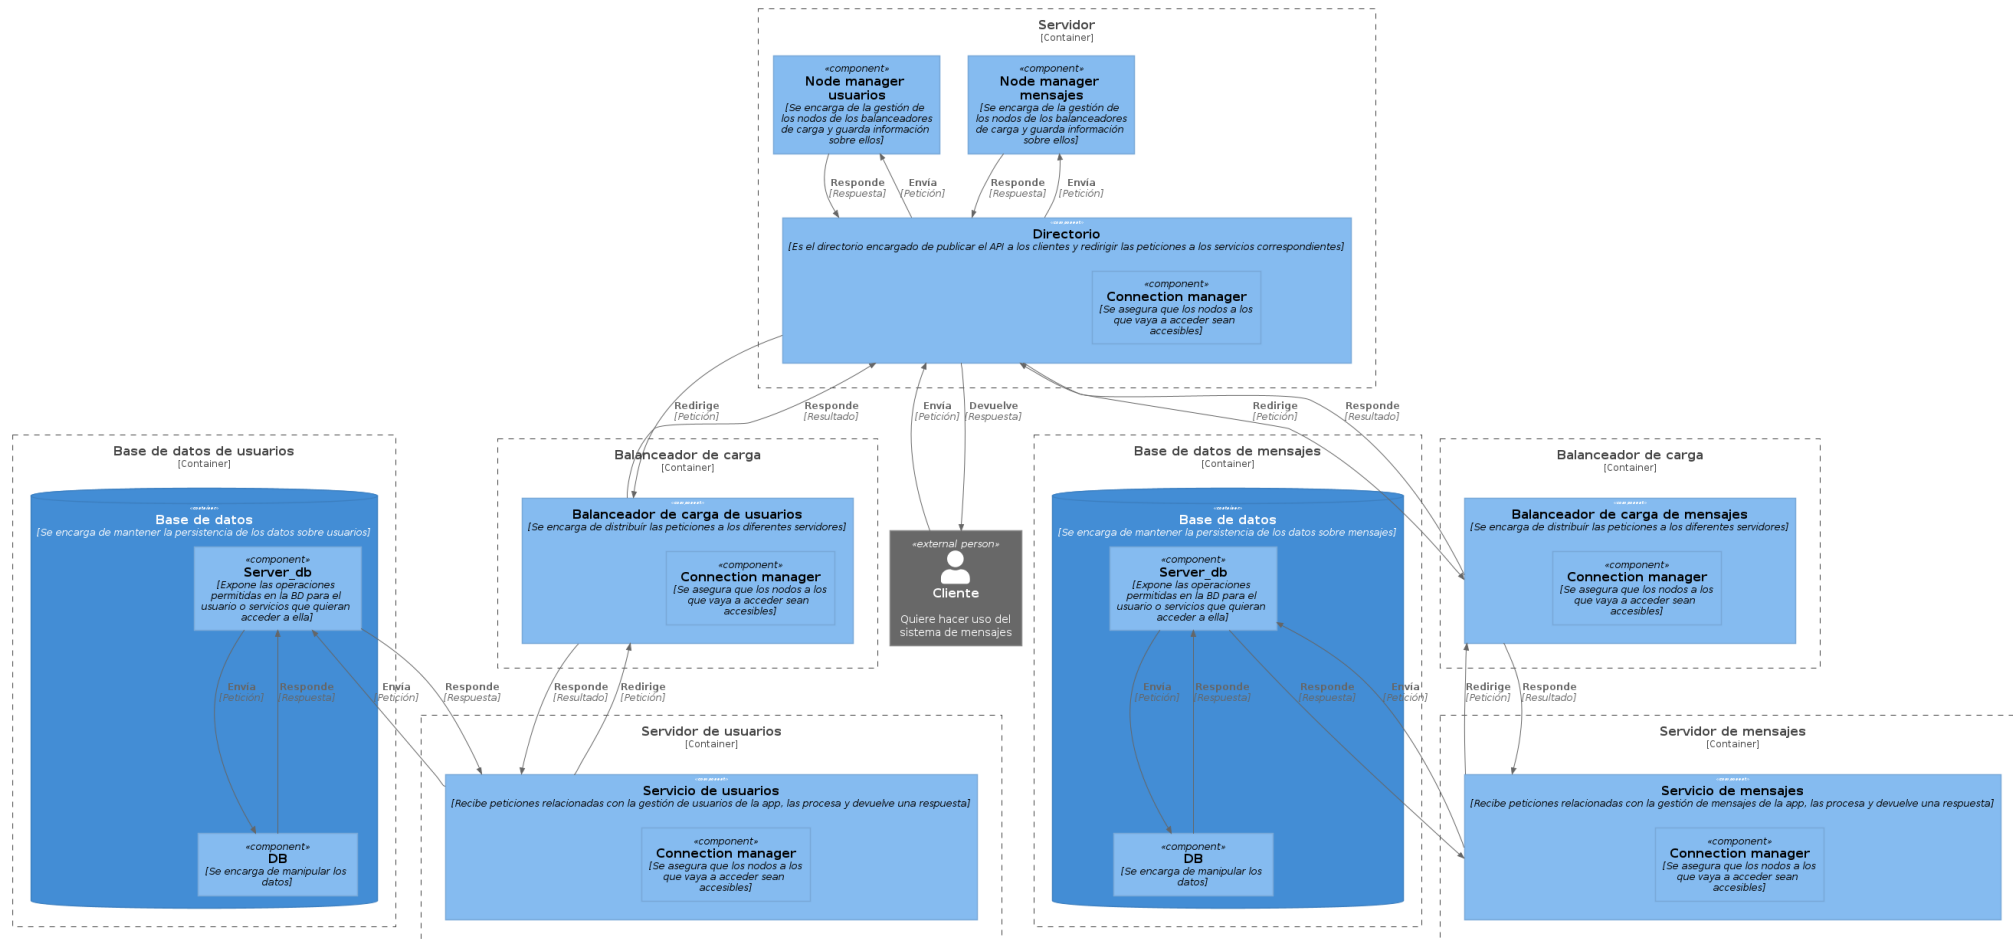 Servidor
[Container]
«component»
Node manager
usuarios
[Se encarga de la gestión de
los nodos de los balanceadores
de carga y guarda información
sobre ellos]
«component»
Node manager
mensajes
[Se encarga de la gestión de
los nodos de los balanceadores
de carga y guarda información
sobre ellos]
Responde
[Respuesta]
Envía
[Petición]
Responde
[Respuesta]
Envía
[Petición]
«component»
Directorio
[Es el directorio encargado de publicar el API a los clientes y redirigir las peticiones a los servicios correspondientes]
«component»
Connection manager
[Se asegura que los nodos a los
que vaya a acceder sean
accesibles]
Redirige
[Petición]
Responde
[Resultado]
Envía
[Petición]
Devuelve
[Respuesta]
Redirige
[Petición]
Responde
[Resultado]
Base de datos de usuarios
[Container]
«container»
Base de datos
[Se encarga de mantener la persistencia de los datos sobre usuarios]
«component»
Server_db
[Expone las operaciones
permitidas en la BD para el
usuario o servicios que quieran
acceder a ella]
Envía
[Petición]
Responde
[Respuesta]
Envía
[Petición]
Responde
[Respuesta]
«component»
DB
[Se encarga de manipular los
datos]
Balanceador de carga
[Container]
«component»
Balanceador de carga de usuarios
[Se encarga de distribuír las peticiones a los diferentes servidores]
«component»
Connection manager
[Se asegura que los nodos a los
que vaya a acceder sean
accesibles]
Responde
[Resultado]
Redirige
[Petición]
«external person»
Cliente
Quiere hacer uso del
sistema de mensajes
Servidor de usuarios
[Container]
«component»
Servicio de usuarios
[Recibe peticiones relacionadas con la gestión de usuarios de la app, las procesa y devuelve una respuesta]
«component»
Connection manager
[Se asegura que los nodos a los
que vaya a acceder sean
accesibles]
Base de datos de mensajes
[Container]
«container»
Base de datos
[Se encarga de mantener la persistencia de los datos sobre mensajes]
«component»
Server_db
[Expone las operaciones
permitidas en la BD para el
usuario o servicios que quieran
acceder a ella]
Envía
[Petición]
Responde
[Respuesta]
Responde
[Respuesta]
Envía
[Petición]
«component»
DB
[Se encarga de manipular los
datos]
Balanceador de carga
[Container]
«component»
Balanceador de carga de mensajes
[Se encarga de distribuír las peticiones a los diferentes servidores]
«component»
Connection manager
[Se asegura que los nodos a los
que vaya a acceder sean
accesibles]
Redirige
[Petición]
Responde
[Resultado]
Servidor de mensajes
[Container]
«component»
Servicio de mensajes
[Recibe peticiones relacionadas con la gestión de mensajes de la app, las procesa y devuelve una respuesta]
«component»
Connection manager
[Se asegura que los nodos a los
que vaya a acceder sean
accesibles]